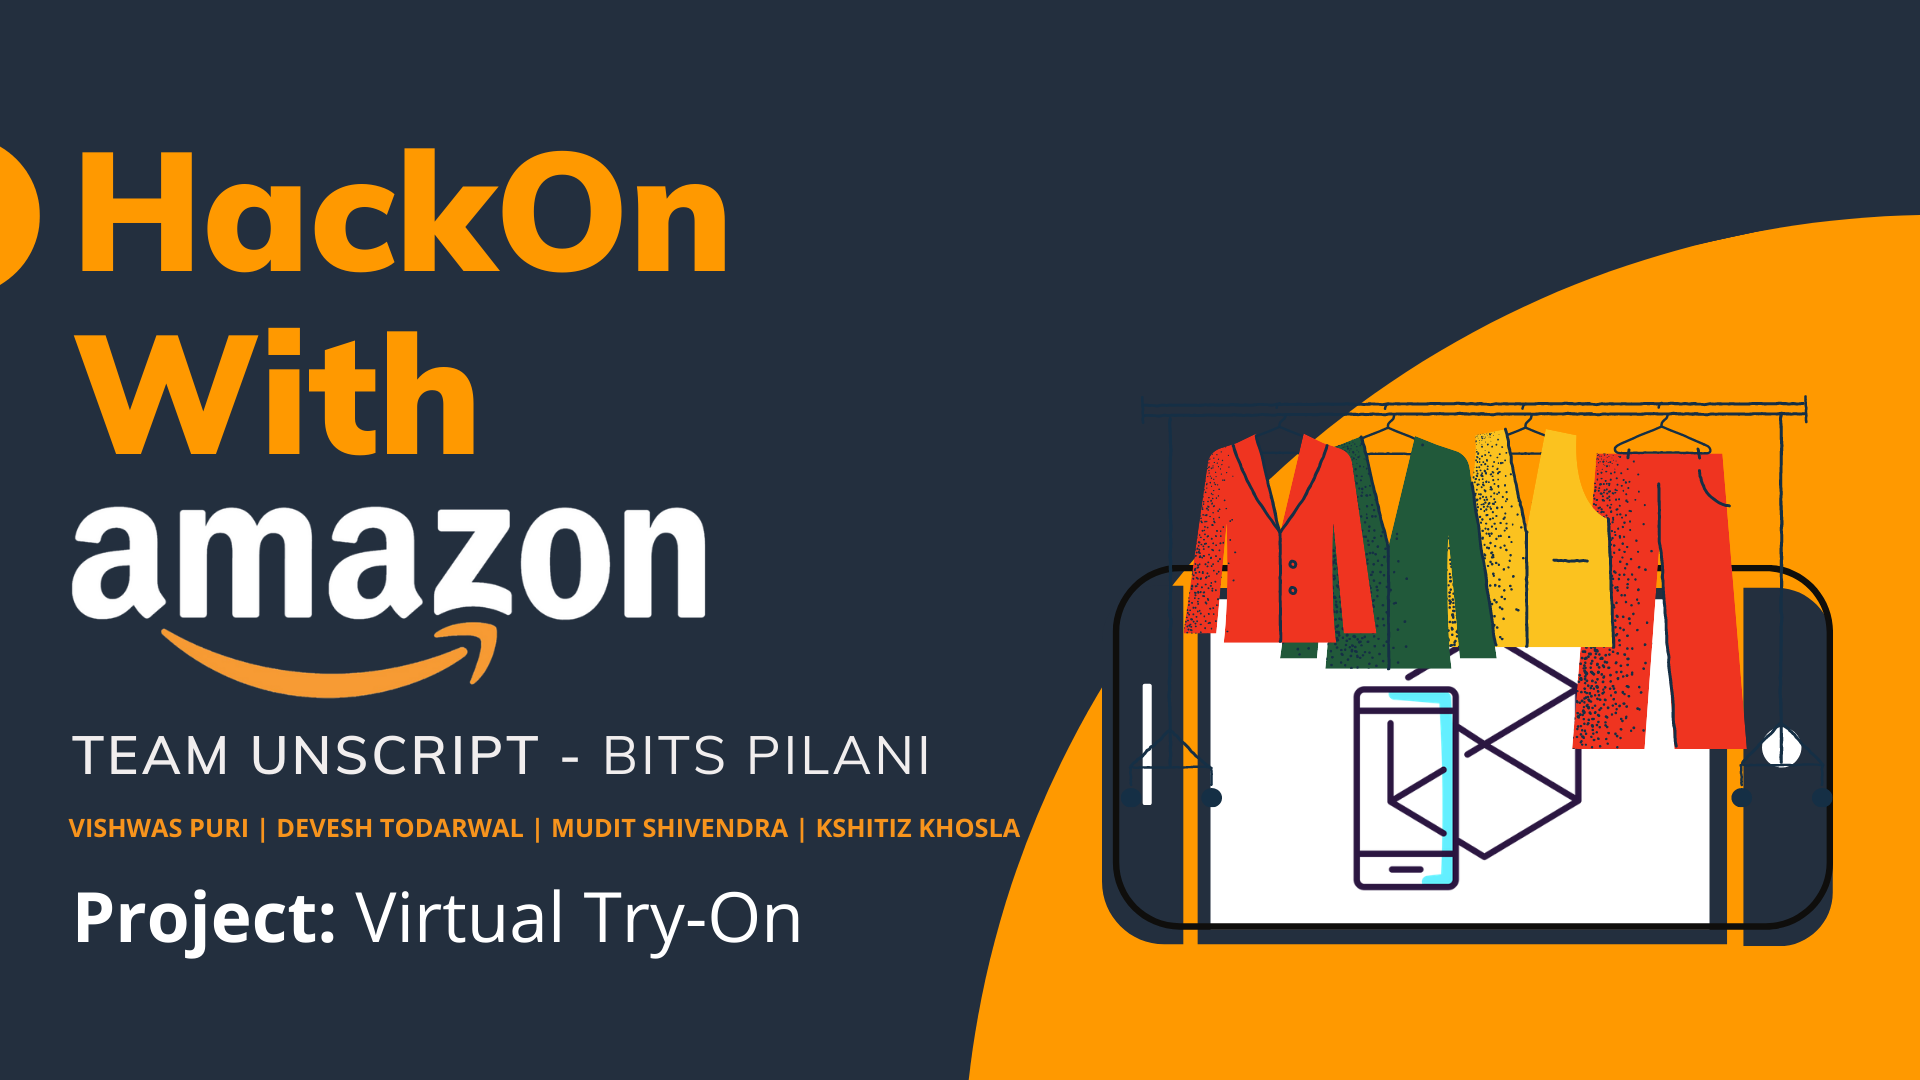 HackOn
With
amazon
TEAM UNSCRIPT - BITS PILANI
VISHWAS PURI | DEVESH TODARWAL | MUDIT SHIVENDRA | KSHITIZ KHOSLA
Project: Virtual Try-On